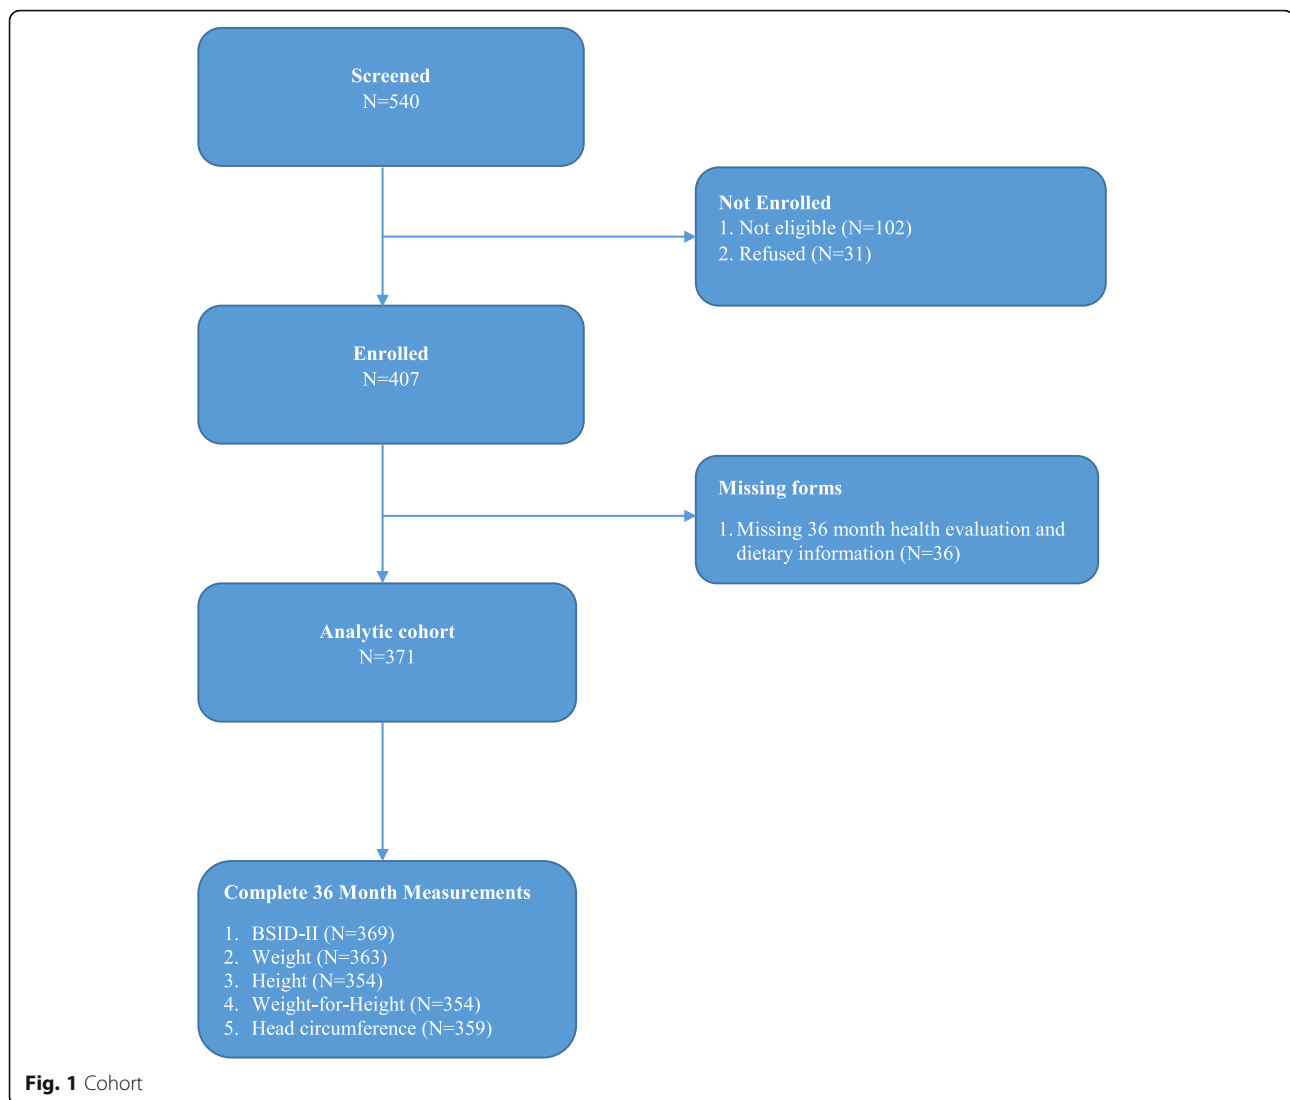 Screened
N=540
Not Enrolled
1. Not eligible (N=102)
2. Refused (N=31)
Enrolled
N=407
Missing forms
1. Missing 36 month health evaluation and
dietary information (N=36)
Analytic cohort
N=371
Complete 36 Month Measurements
1. BSID-II (N=369)
2. Weight (N=363)
3. Height (N=354)
4. Weight-for-Height (N=354)
5. Head circumference (N=359)
Fig. 1 Cohort